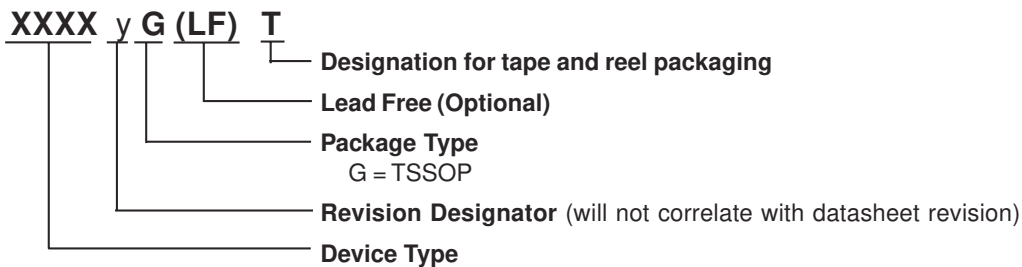 XXXX y G (LF) T
Designation for tape and reel packaging
Lead Free (Optional)
Package Type
G = TSSOP
Revision Designator (will not correlate with datasheet revision)
Device Type